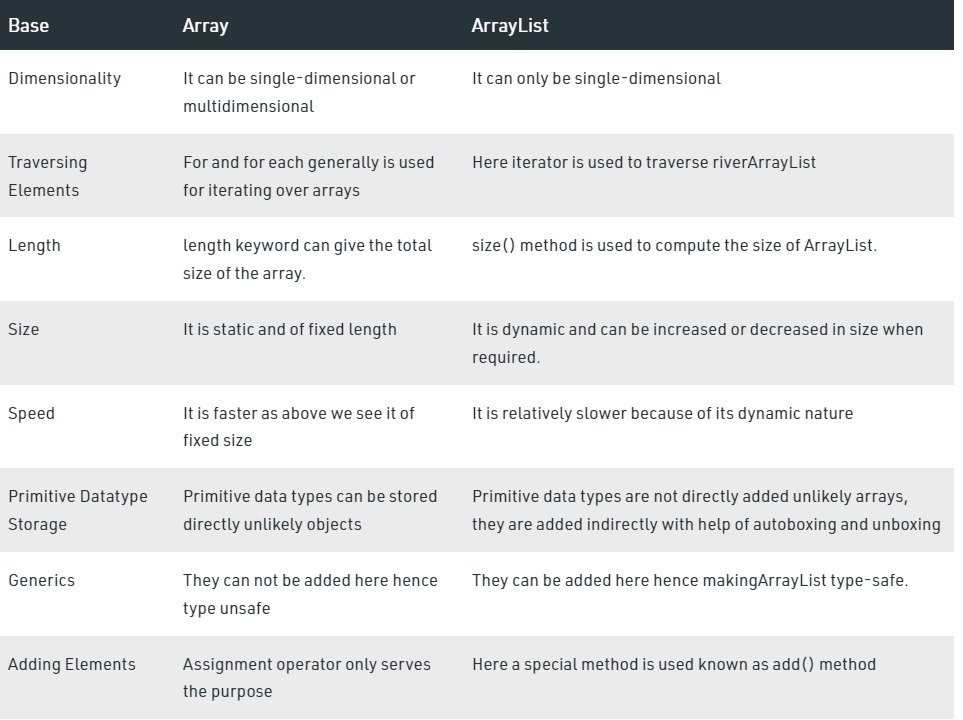 Base Array ArrayList
Dimensionality It can be single-dimensional or It can only be single-dimensional
multidimensional
Traversing For and for each generally is used Here iterator is used to traverse riverArrayList
Elements for iterating over arrays
Length length keyword can give the total size() method is used to compute the size of ArrayList.
size of the array.
Size It is static and of fixed length It is dynamic and can be increased or decreased in size when
required.
Speed It is faster as above we see it of It is relatively slower because of its dynamic nature
fixed size
Primitive Datatype Primitive data types can be stored Primitive data types are not directly added unlikely arrays,
Storage directly unlikely objects they are added indirectly with help of autoboxing and unboxing
Generics They can not be added here hence They can be added here hence makingArrayList type-safe.
type unsafe
Adding Elements Assignment operator only serves Here a special method is used known as add() method
the purpose